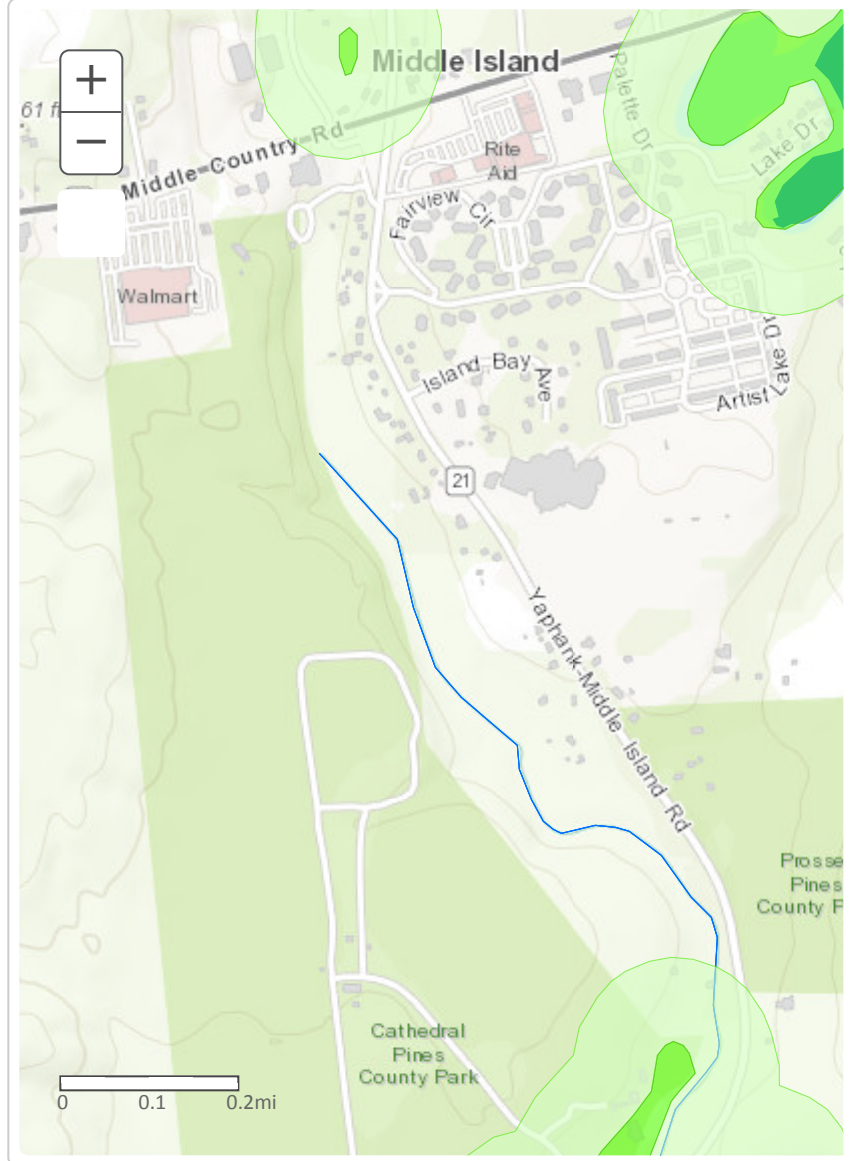 +
−
Middle Island
61 f
Middle-Country-Rd
Palette-Dr
Rite
Aid
Lake Dr
Fairview Cir
Walmart
Island Bay Ave
ake Dr
Artist
21
Yaphank-Middle Island Rd
Prosse
Pines
County P
Cathedral
Pines
County Park
0 0.1 0.2mi